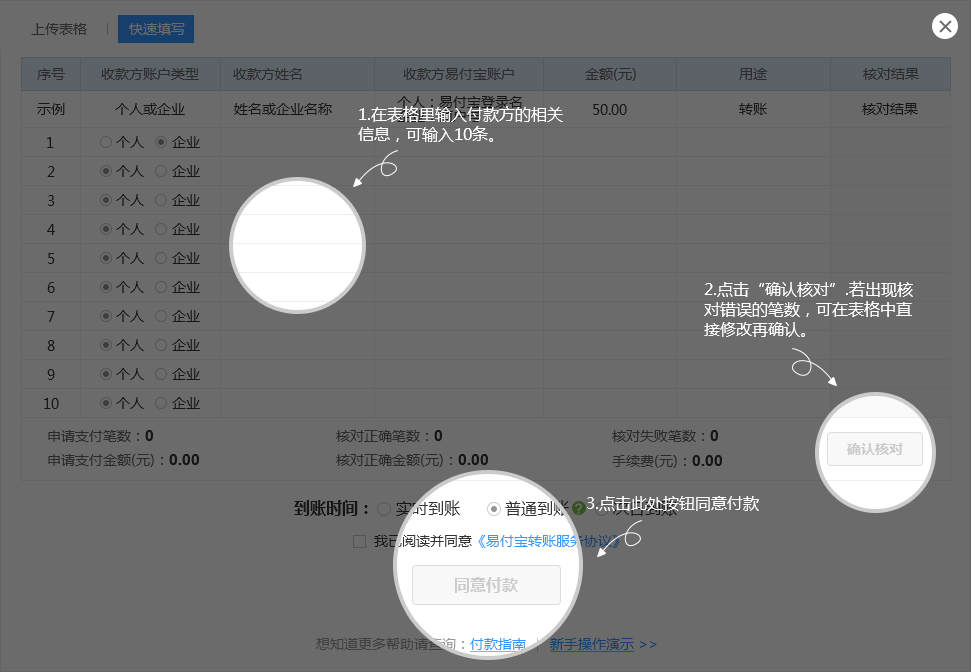 上传表格 | 快速填写
序号 收款方账户类型 收款方姓名 收款方易付宝账户 金额(元) 用途 核对结果
示例 个人或企业 姓名或企业名称 个人：易付宝登录名 50.00 转账 核对结果
1.在表格里输入付款方的相关
信息，可输入10条。
1 个人 企业
2 个人 企业
3 个人 企业
4 个人 企业
5 个人 企业
6 个人 企业
7 个人 企业
8 个人 企业
9 个人 企业
10 个人 企业
2.点击“确认核对”.若出现核
对错误的笔数，可在表格中直
接修改再确认。
申请支付笔数：0 核对正确笔数：0 核对失败笔数：0
申请支付金额(元)：0.00 核对正确金额(元)：0.00 手续费(元)：0.00
确认核对
到账时间： 实时到账 普通到账 ? 次日到账
3.点击此处按钮同意付款
我已阅读并同意《易付宝转账服务协议》
同意付款
想知道更多帮助请查询：付款指南 | 新手操作演示 >>